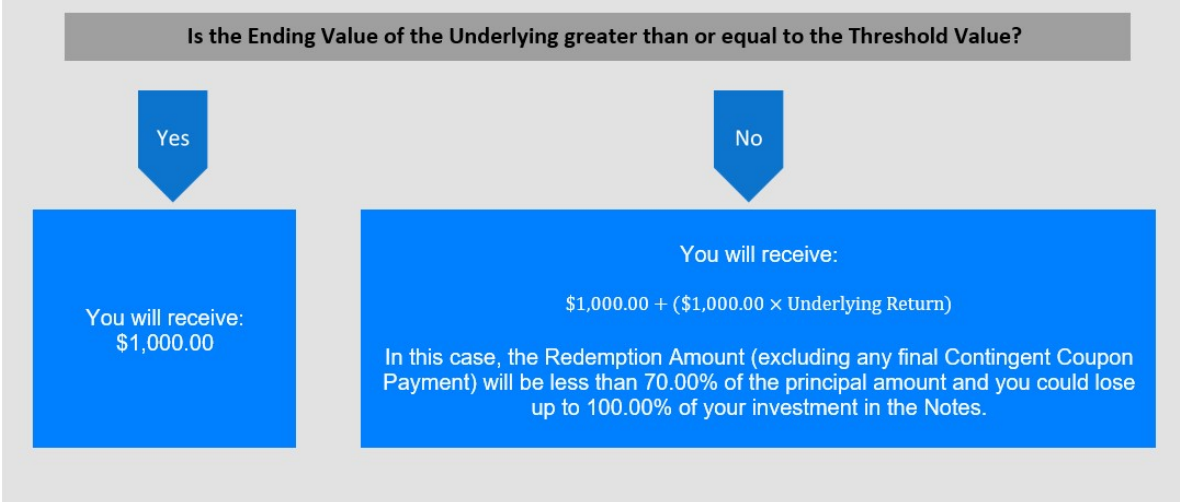 Is the Ending Value of the Underlying greater than or equal to the Threshold Value?
Yes
No
You will receive:
$1,000.00
You will receive:
$1,000.00 + ($1,000.00 × Underlying Return)
In this case, the Redemption Amount (excluding any final Contingent Coupon
Payment) will be less than 70.00% of the principal amount and you could lose
up to 100.00% of your investment in the Notes.